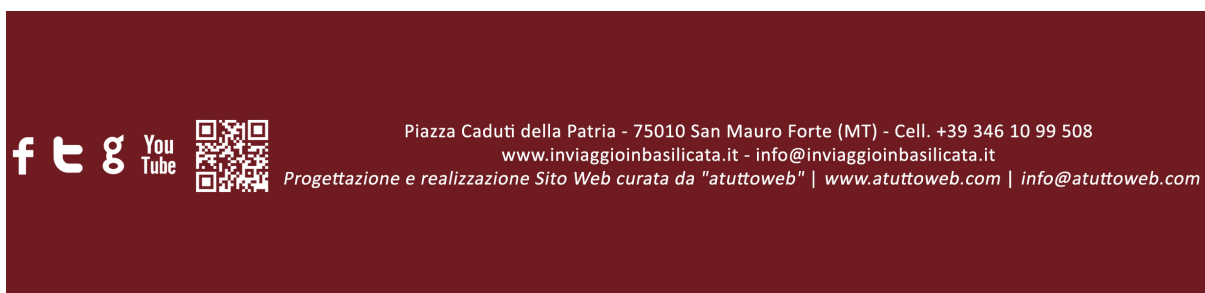 f t g You
Tube
Piazza Caduti della Patria - 75010 San Mauro Forte (MT) - Cell. +39 346 10 99 508
www.inviaggioinbasilicata.it - info@inviaggioinbasilicata.it
Progettazione e realizzazione Sito Web curata da "atuttoweb" | www.atuttoweb.com | info@atuttoweb.com